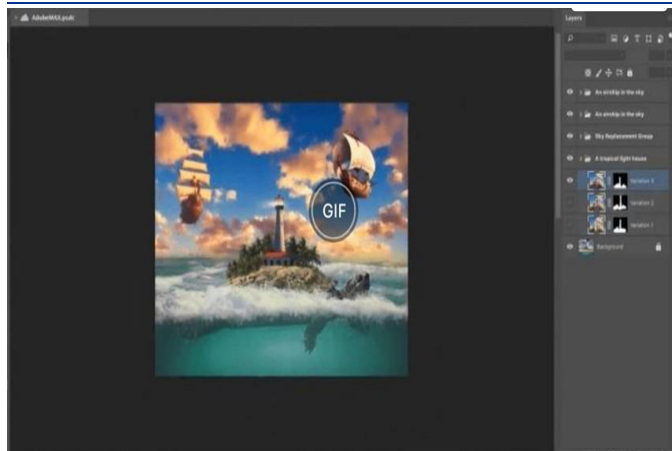 AdobeMAX.psdc
Layers
GIF
An airship in the sky
An airship in the sky
Sky Replacement Group
A tropical light house
Variation 3
Variation 2
Variation 1
Background